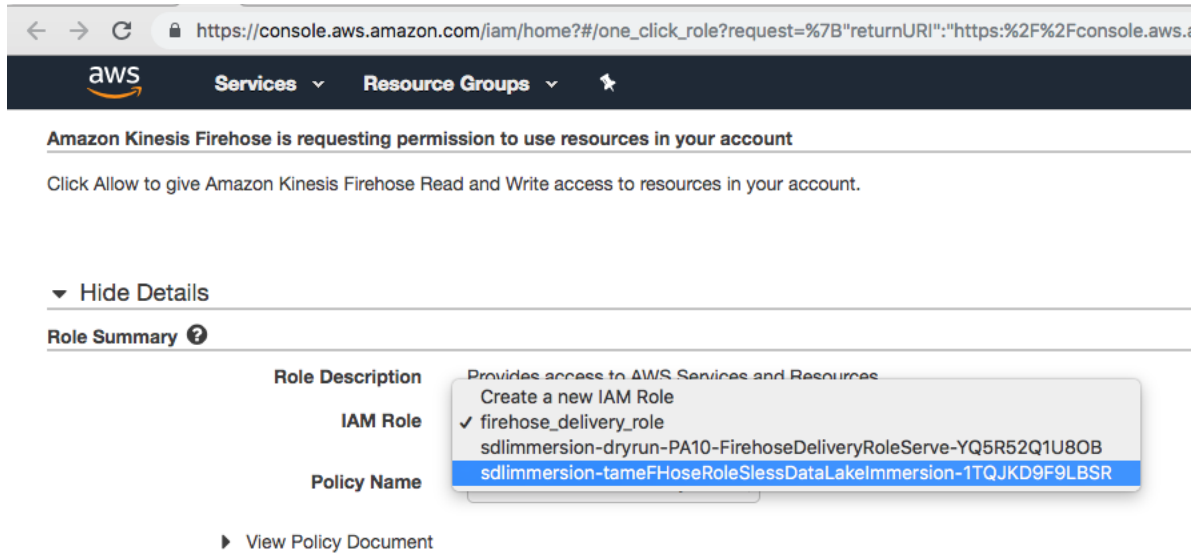 https://console.aws.amazon.com/iam/home?#/one_click_role?request=%7B"returnURI":"https:%2F%2Fconsole.aws.a
aws Services Resource Groups
Amazon Kinesis Firehose is requesting permission to use resources in your account
Click Allow to give Amazon Kinesis Firehose Read and Write access to resources in your account.
Hide Details
Role Summary ?
Role Description Provides access to AWS Services and Resources
Create a new IAM Role
IAM Role ✓ firehose_delivery_role
sdlimmersion-dryrun-PA10-FirehoseDeliveryRoleServe-YQ5R52Q1U8OB
sdlimmersion-tameFHoseRoleSlessDataLakeImmersion-1TQJKD9F9LBSR
Policy Name
View Policy Document